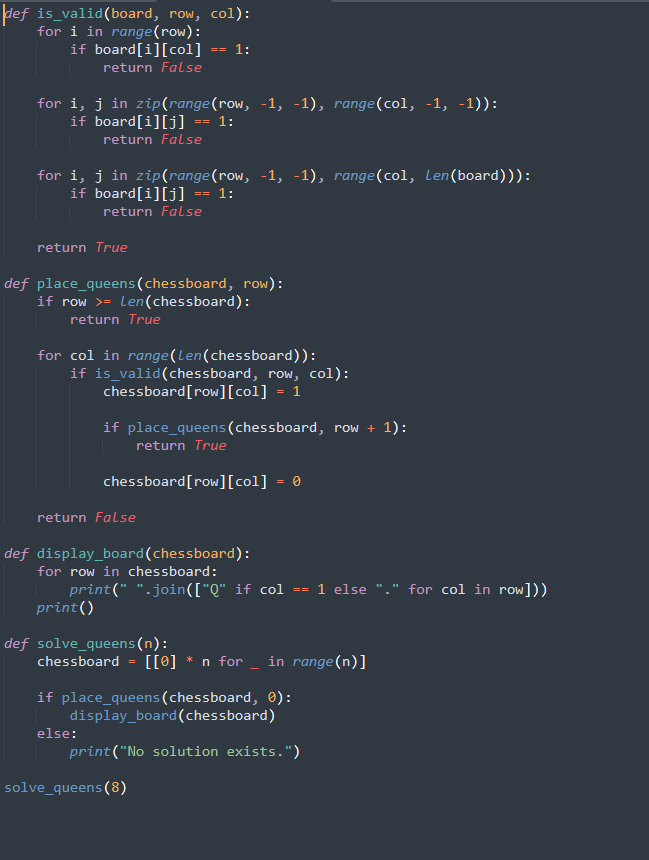 def is_valid(board, row, col):
    for i in range(row):
        if board[i][col] == 1:
            return False

    for i, j in zip(range(row, -1, -1), range(col, -1, -1)):
        if board[i][j] == 1:
            return False

    for i, j in zip(range(row, -1, -1), range(col, len(board))):
        if board[i][j] == 1:
            return False

    return True

def place_queens(chessboard, row):
    if row >= len(chessboard):
        return True

    for col in range(len(chessboard)):
        if is_valid(chessboard, row, col):
            chessboard[row][col] = 1

            if place_queens(chessboard, row + 1):
                return True

            chessboard[row][col] = 0

    return False

def display_board(chessboard):
    for row in chessboard:
        print(" ".join(["Q" if col == 1 else "." for col in row]))
    print()

def solve_queens(n):
    chessboard = [[0] * n for _ in range(n)]

    if place_queens(chessboard, 0):
        display_board(chessboard)
    else:
        print("No solution exists.")

solve_queens(8)